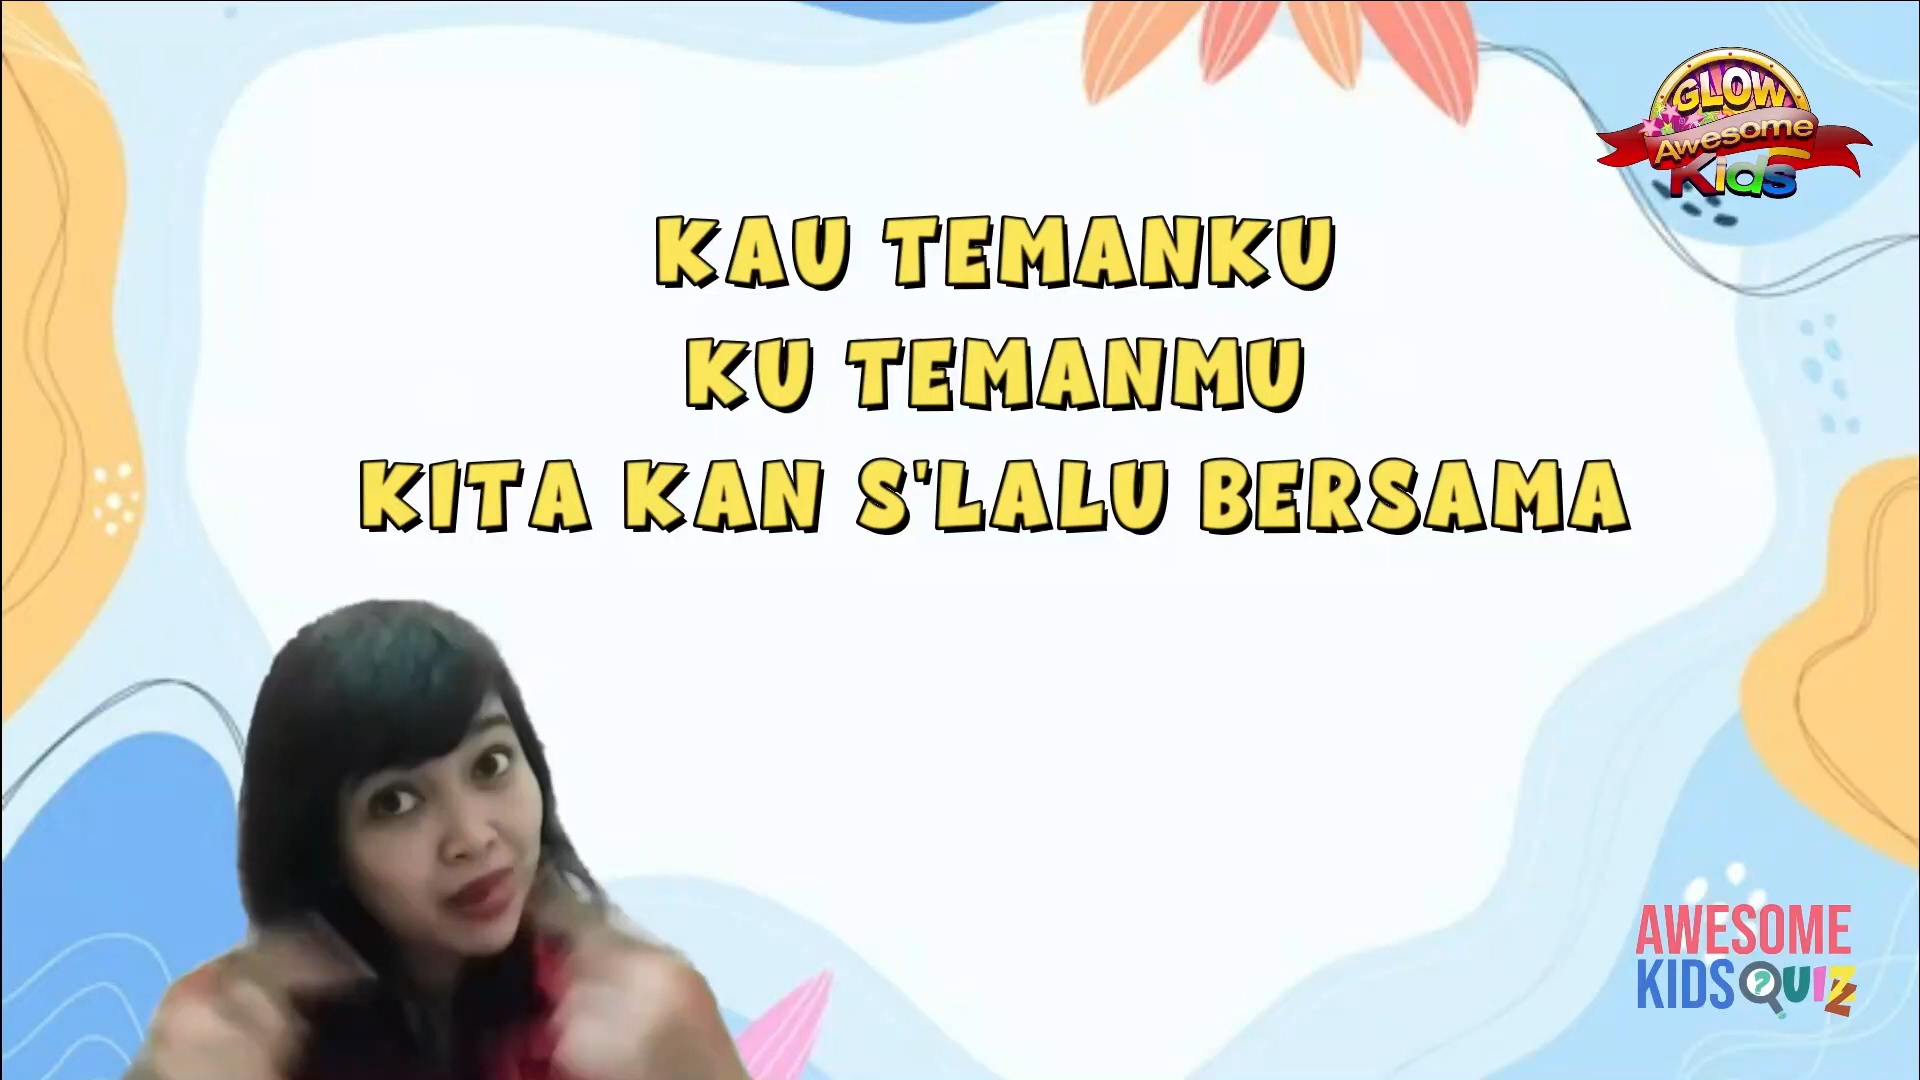 GLOW
Awesome
Kids
KAU TEMANKU
KU TEMANMU
KITA KAN S'LALU BERSAMA
AWESOME
KIDS QUIZ